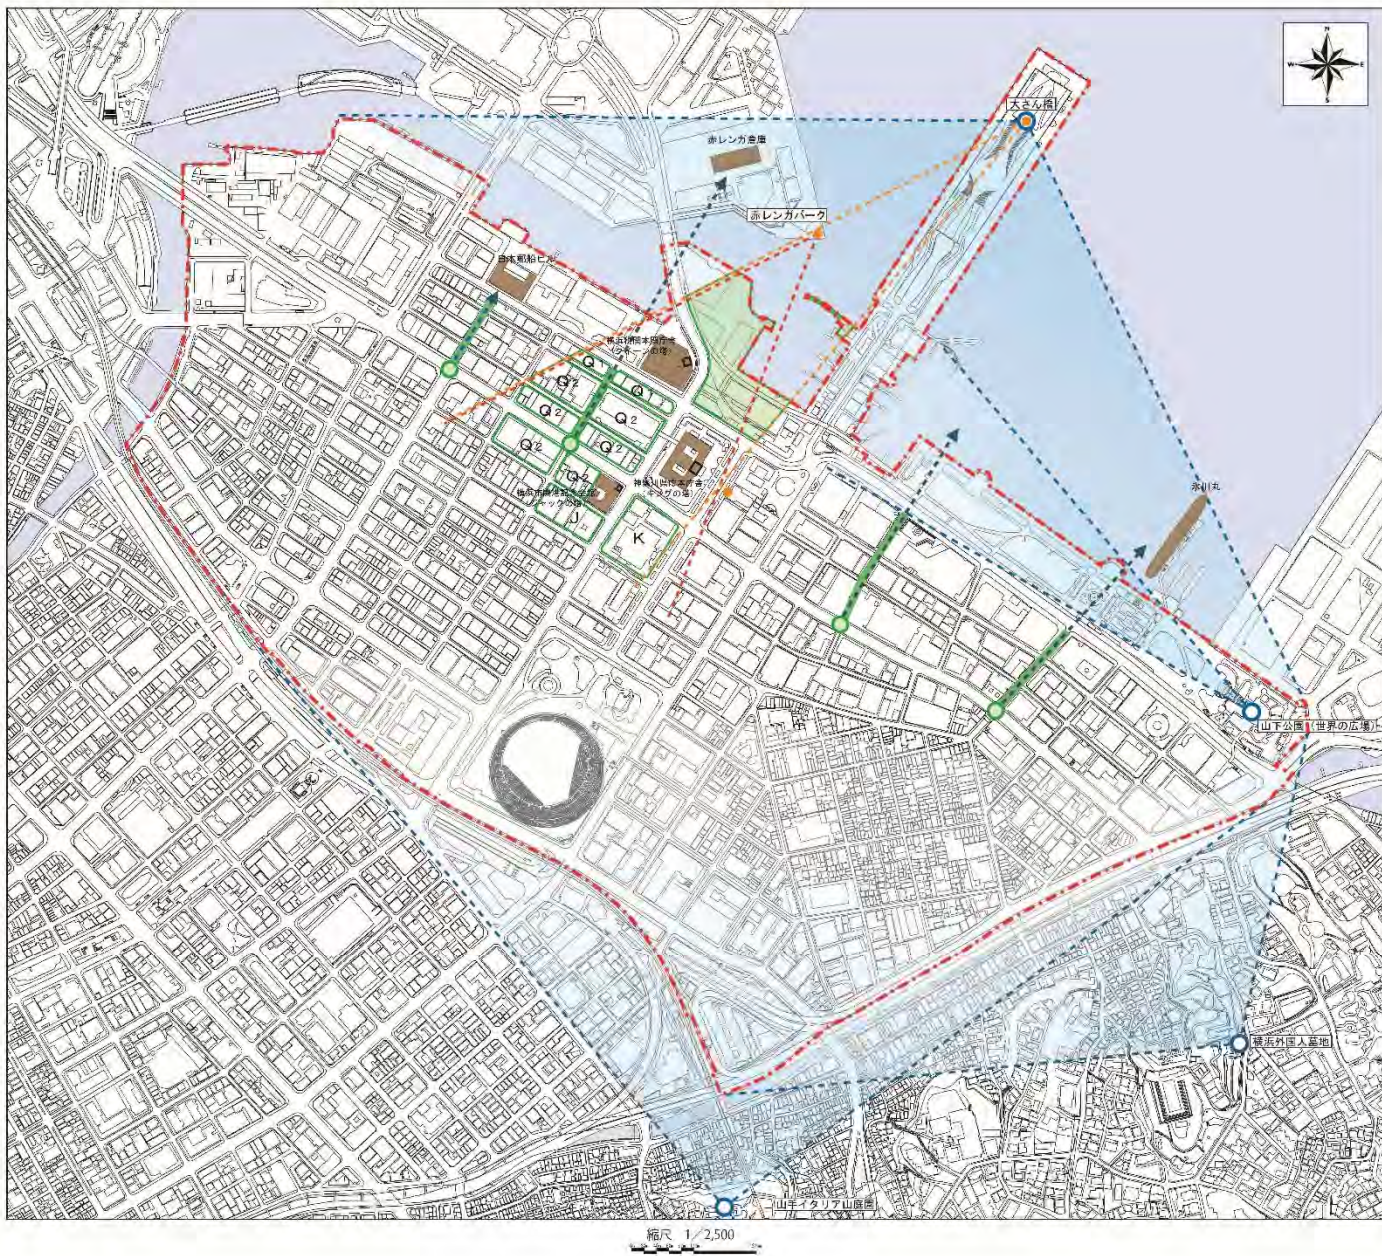 N
W
E
S
大さん橋
赤レンガ倉庫
赤レンガパーク
日本郵船ビル
横浜税関本関庁舎
(クイーンの塔)
Q1
Q2
Q1
Q2
Q2
Q2
Q2
Q2
神奈川県庁本庁舎
(キングの塔)
横浜市開港記念会館
(ジャックの塔)
J
K
氷川丸
山下公園(世界の広場)
横浜外国人墓地
山手イタリア山庭園
縮尺 1/2,500